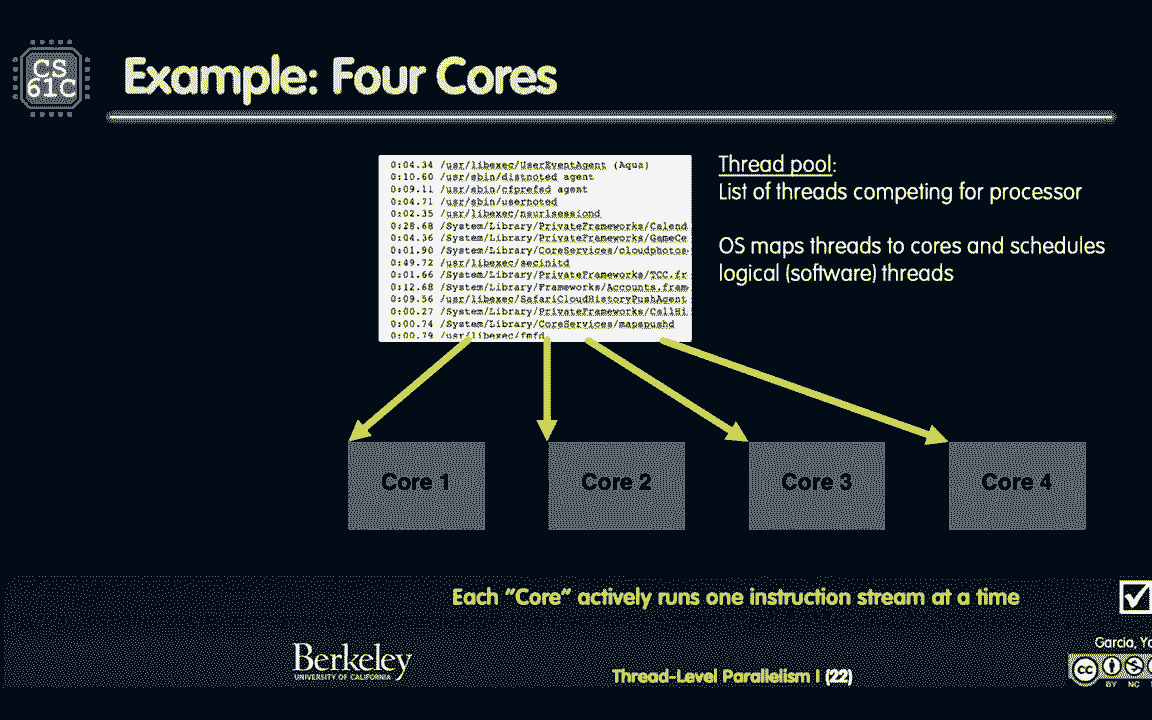 CS
61C
Example: Four Cores
0:04.34 /usr/libexec/UserEventAgent (Aqua)
0:10.60 /usr/sbin/distnoted agent
0:09.11 /usr/sbin/cfprefsd agent
0:04.71 /usr/sbin/usernoted
0:02.35 /usr/libexec/nsurlsessiond
0:28.68 /System/Library/PrivateFrameworks/Calend
0:04.36 /System/Library/PrivateFrameworks/GameCe
0:01.90 /System/Library/CoreServices/cloudphotos
0:49.72 /usr/libexec/secinitd
0:01.66 /System/Library/PrivateFrameworks/TCC.fr
0:12.68 /System/Library/Frameworks/Accounts.fram
0:09.56 /usr/libexec/SafariCloudHistoryPushAgent
0:00.27 /System/Library/PrivateFrameworks/CallHi
0:00.74 /System/Library/CoreServices/mapspushd
0:00.79 /usr/libexec/fmfd
Thread pool:
List of threads competing for processor
OS maps threads to cores and schedules
logical (software) threads
Core 1
Core 2
Core 3
Core 4
Each “Core” actively runs one instruction stream at a time
Garcia, Yo
Berkeley
UNIVERSITY OF CALIFORNIA
Thread-Level Parallelism I (22)
cc
BY NC